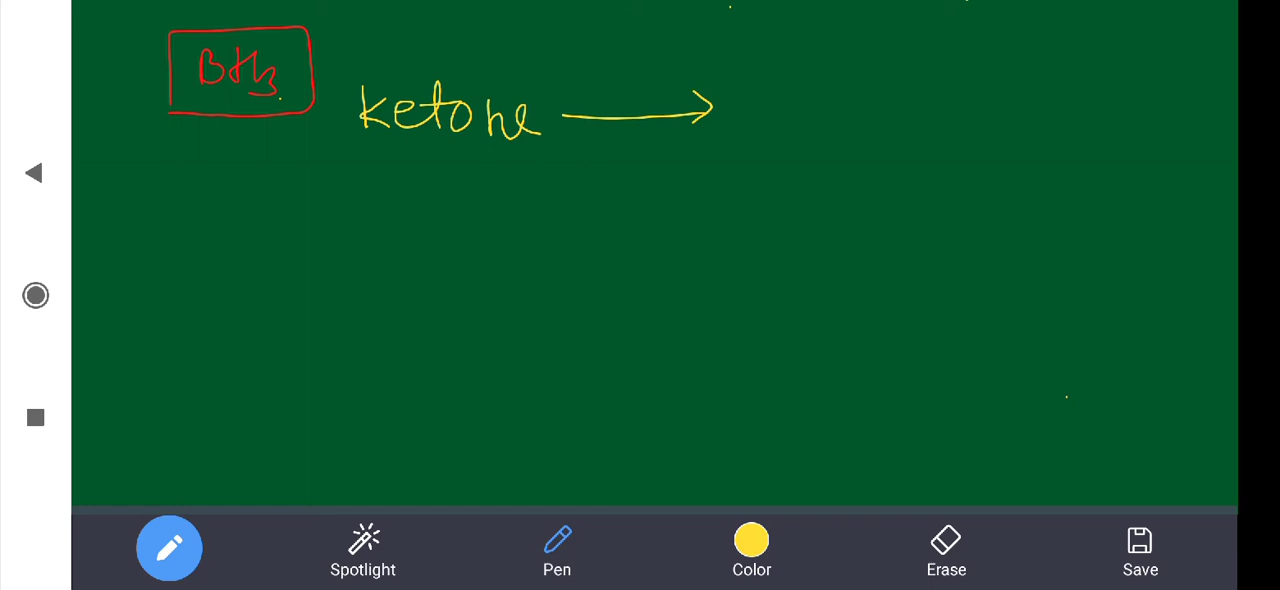 BH3
ketone →
Spotlight
Pen
Color
Erase
Save